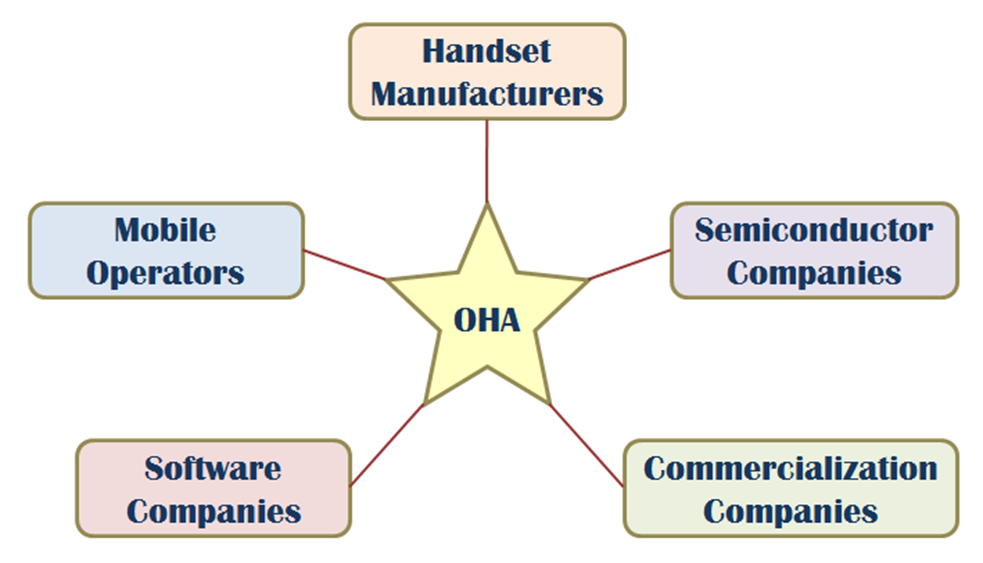 Handset
Manufacturers
Mobile
Operators
Semiconductor
Companies
OHA
Software
Companies
Commercialization
Companies